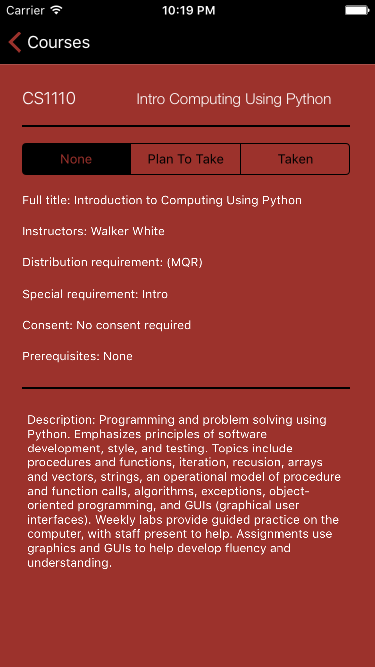 Carrier 10:19 PM
Courses
CS1110 Intro Computing Using Python
None Plan To Take Taken
Full title: Introduction to Computing Using Python
Instructors: Walker White
Distribution requirement: (MQR)
Special requirement: Intro
Consent: No consent required
Prerequisites: None
Description: Programming and problem solving using
Python. Emphasizes principles of software
development, style, and testing. Topics include
procedures and functions, iteration, recusion, arrays
and vectors, strings, an operational model of procedure
and function calls, algorithms, exceptions, object-
oriented programming, and GUIs (graphical user
interfaces). Weekly labs provide guided practice on the
computer, with staff present to help. Assignments use
graphics and GUIs to help develop fluency and
understanding.